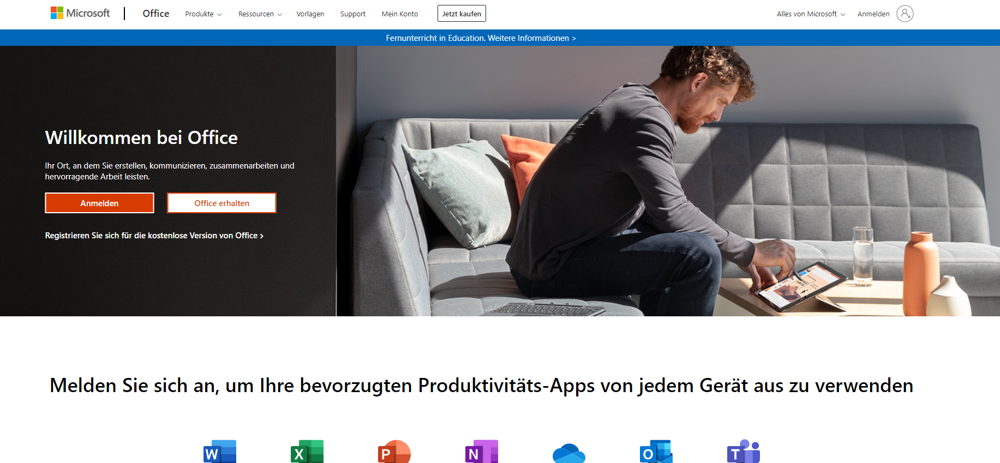 Microsoft
Office
Produkte
Ressourcen
Vorlagen
Support
Mein Konto
Jetzt kaufen
Alles von Microsoft
Anmelden
Fernunterricht in Education. Weitere Informationen >
Willkommen bei Office
Ihr Ort, an dem Sie erstellen, kommunizieren, zusammenarbeiten und
hervorragende Arbeit leisten.
Anmelden
Office erhalten
Registrieren Sie sich für die kostenlose Version von Office >
Melden Sie sich an, um Ihre bevorzugten Produktivitäts-Apps von jedem Gerät aus zu verwenden
W
X
P
N
O
T